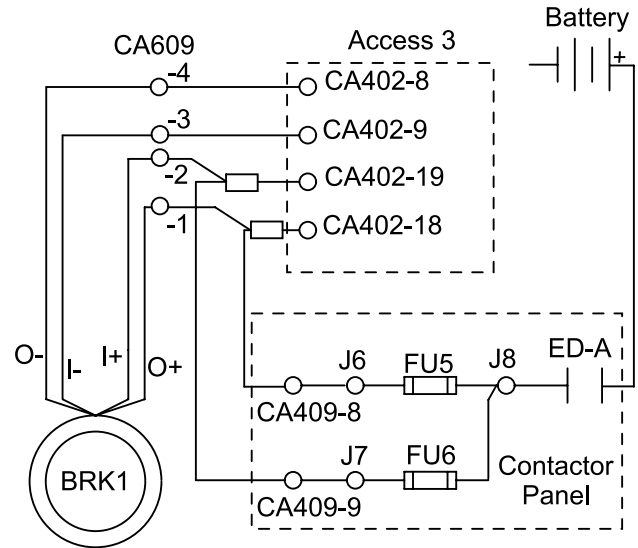 Battery
+
CA609
Access 3
-4
CA402-8
-3
CA402-9
-2
CA402-19
-1
CA402-18
O-
I-
I+
O+
J6
FU5
J8
ED-A
CA409-8
J7
FU6
CA409-9
Contactor
Panel
BRK1